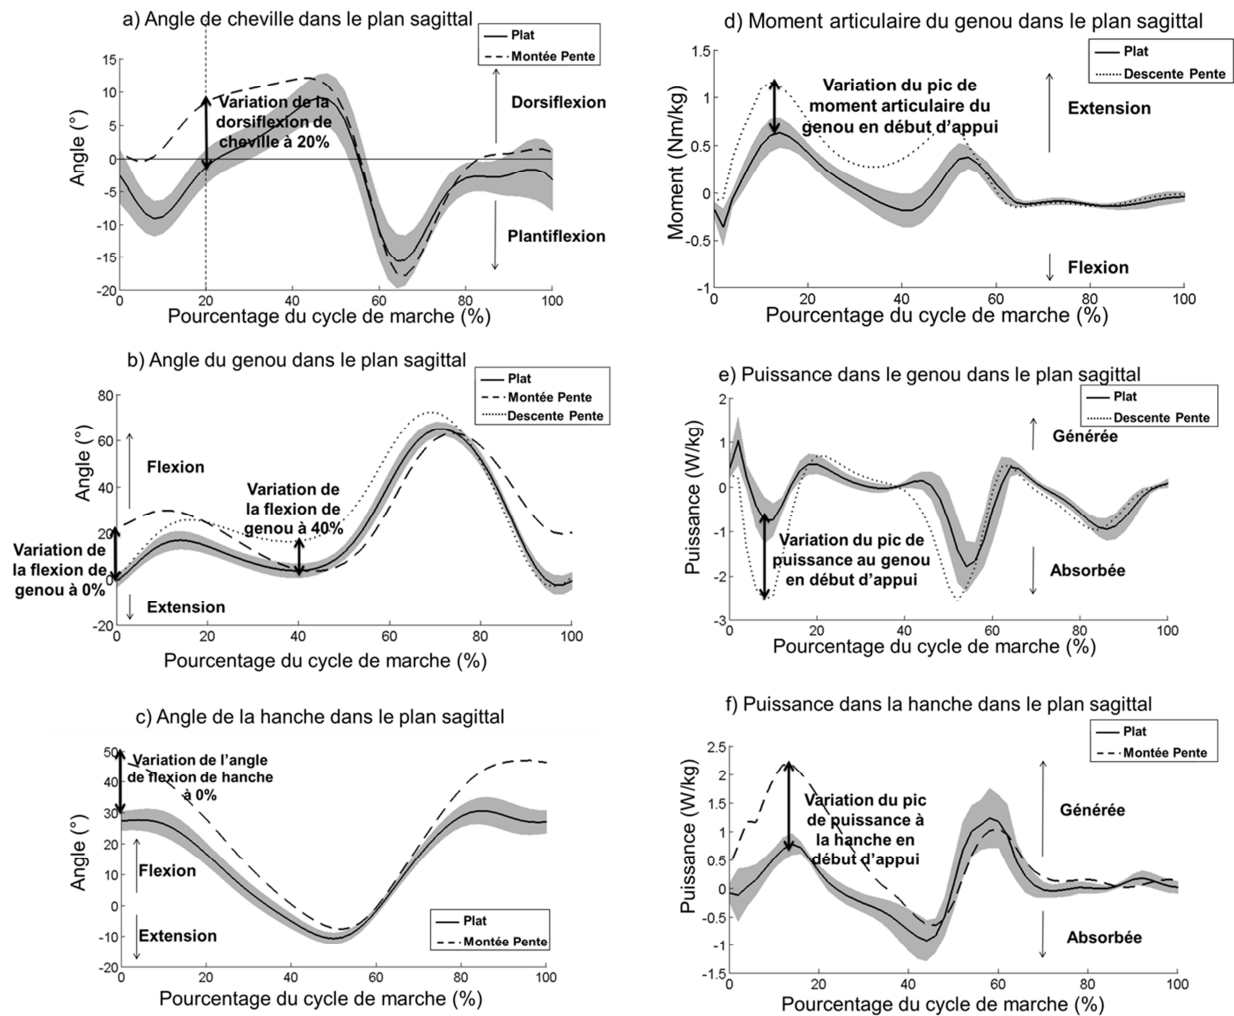 a) Angle de cheville dans le plan sagittal
Plat
Montée Pente
15
10
5
0
-5
-10
-15
-20
Angle (°)
Variation de la
dorsiflexion de
cheville à 20%
Dorsiflexion
Plantiflexion
0
20
40
60
80
100
Pourcentage du cycle de marche (%)
b) Angle du genou dans le plan sagittal
Plat
Montée Pente
Descente Pente
80
60
40
20
0
-20
Angle (°)
Flexion
Variation de
la flexion de
genou à 40%
Variation de
la flexion de
genou à 0%
Extension
0
20
40
60
80
100
Pourcentage du cycle de marche (%)
c) Angle de la hanche dans le plan sagittal
50
40
30
20
10
0
-10
-20
Angle (°)
Variation de l'angle
de flexion de hanche
à 0%
Flexion
Extension
Plat
Montée Pente
0
20
40
60
80
100
Pourcentage du cycle de marche (%)
d) Moment articulaire du genou dans le plan sagittal
Plat
Descente Pente
1.5
1
0.5
0
-0.5
-1
Moment (Nm/kg)
Variation du pic de
moment articulaire du
genou en début d'appui
Extension
Flexion
0
20
40
60
80
100
Pourcentage du cycle de marche (%)
e) Puissance dans le genou dans le plan sagittal
Plat
Descente Pente
2
1
0
-1
-2
-3
Puissance (W/kg)
Générée
Variation du pic de
puissance au genou
en début d'appui
Absorbée
0
20
40
60
80
100
Pourcentage du cycle de marche (%)
f) Puissance dans la hanche dans le plan sagittal
Plat
Montée Pente
2.5
2
1.5
1
0.5
0
-0.5
-1
-1.5
Puissance (W/kg)
Générée
Variation du pic
de puissance à
la hanche en
début d'appui
Absorbée
0
20
40
60
80
100
Pourcentage du cycle de marche (%)